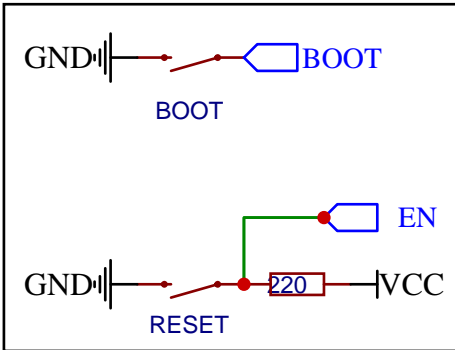 GND BOOT
BOOT
EN
GND 220 VCC
RESET